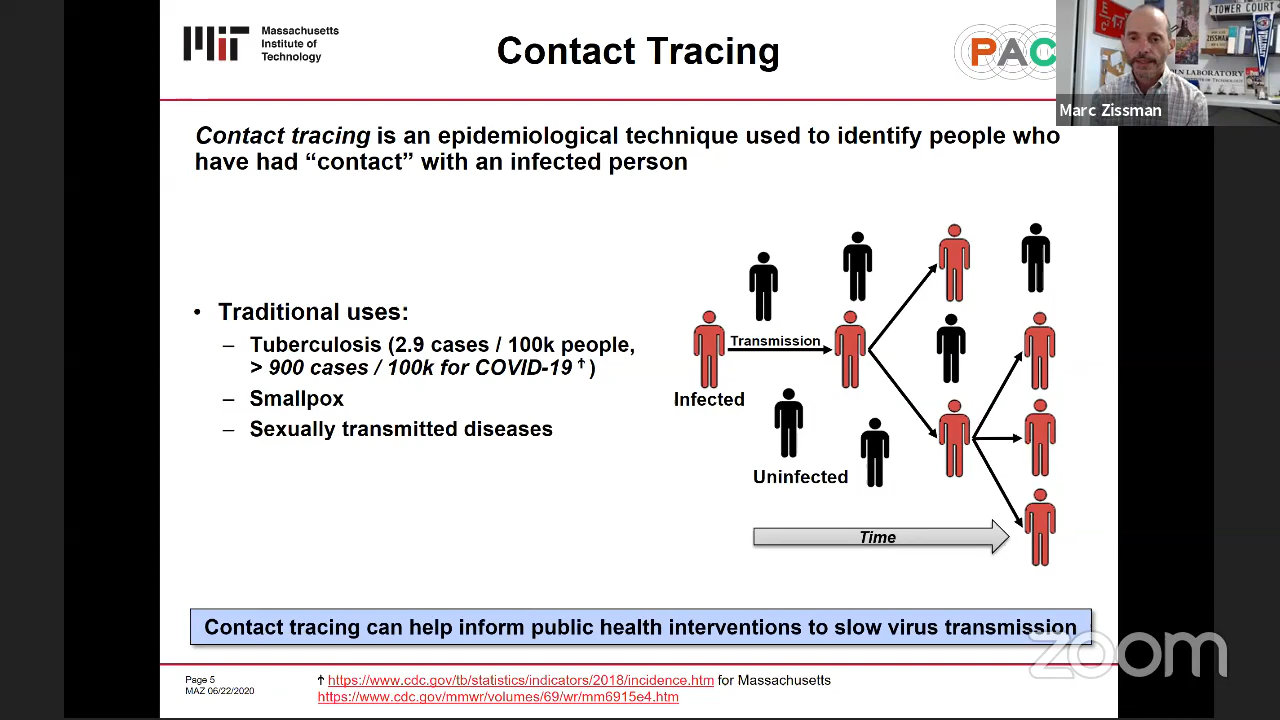 Massachusetts
Institute of
Technology
Contact Tracing
PAC
TOWER COURT
ZISSMAN
LABORATORY
Marc Zissman
Contact tracing is an epidemiological technique used to identify people who
have had “contact” with an infected person
• Traditional uses:
– Tuberculosis (2.9 cases / 100k people,
> 900 cases / 100k for COVID-19†)
– Smallpox
– Sexually transmitted diseases
Transmission
Infected
Uninfected
Time
Contact tracing can help inform public health interventions to slow virus transmission
zoom
Page 5
MAZ 06/22/2020
† https://www.cdc.gov/tb/statistics/indicators/2018/incidence.htm for Massachusetts
https://www.cdc.gov/mmwr/volumes/69/wr/mm6915e4.htm